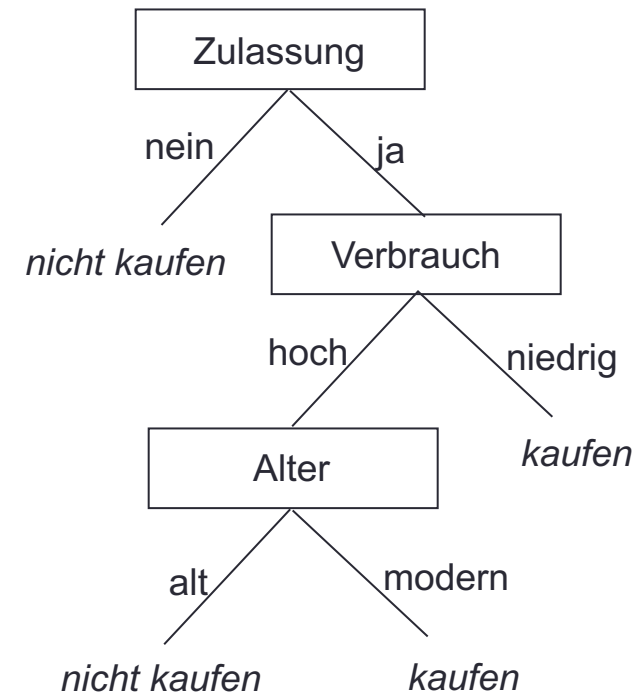 Zulassung
nein
ja
nicht kaufen
Verbrauch
hoch
niedrig
Alter
kaufen
alt
modern
nicht kaufen
kaufen